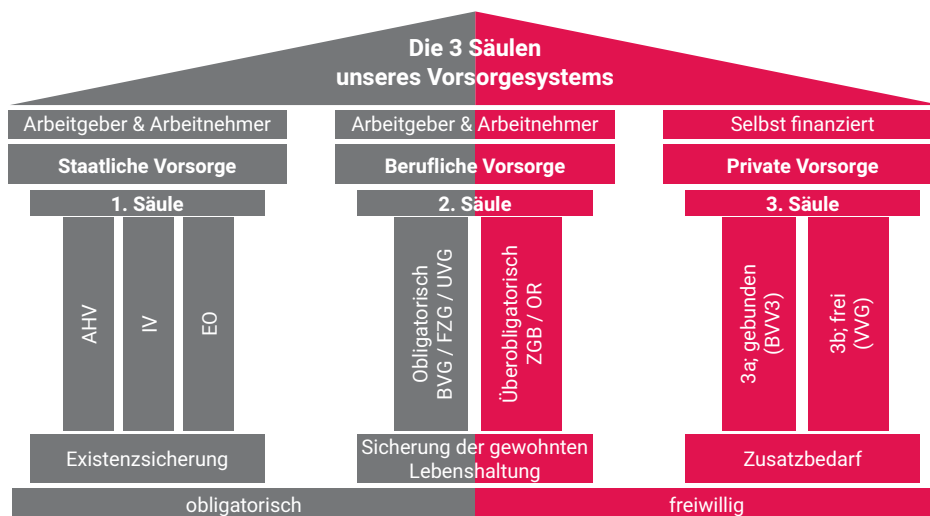 Die 3 Säulen
unseres Vorsorgesystems
Arbeitgeber & Arbeitnehmer
Staatliche Vorsorge
1. Säule
AHV
IV
EO
Existenzsicherung
Arbeitgeber & Arbeitnehmer
Berufliche Vorsorge
2. Säule
Obligatorisch
BVG / FZG / UVG
Überobligatorisch
ZGB / OR
Sicherung der gewohnten
Lebenshaltung
Selbst finanziert
Private Vorsorge
3. Säule
3a; gebunden
(BVV3)
3b; frei
(VVG)
Zusatzbedarf
obligatorisch
freiwillig